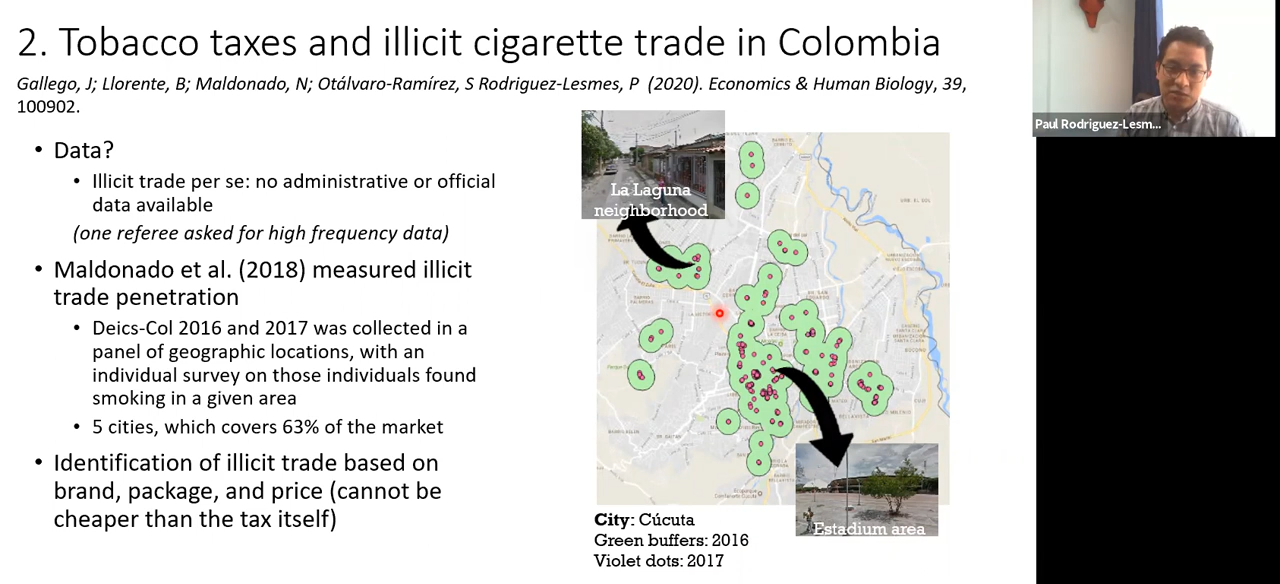 2. Tobacco taxes and illicit cigarette trade in Colombia
Gallego, J; Llorente, B; Maldonado, N; Otálvaro-Ramírez, S Rodriguez-Lesmes, P (2020). Economics & Human Biology, 39,
100902.
• Data?
• Illicit trade per se: no administrative or official
data available
(one referee asked for high frequency data)
• Maldonado et al. (2018) measured illicit
trade penetration
• Deics-Col 2016 and 2017 was collected in a
panel of geographic locations, with an
individual survey on those individuals found
smoking in a given area
• 5 cities, which covers 63% of the market
• Identification of illicit trade based on
brand, package, and price (cannot be
cheaper than the tax itself)
La Laguna
neighborhood
Estadium area
City: Cúcuta
Green buffers: 2016
Violet dots: 2017
Paul Rodriguez-Lesm...